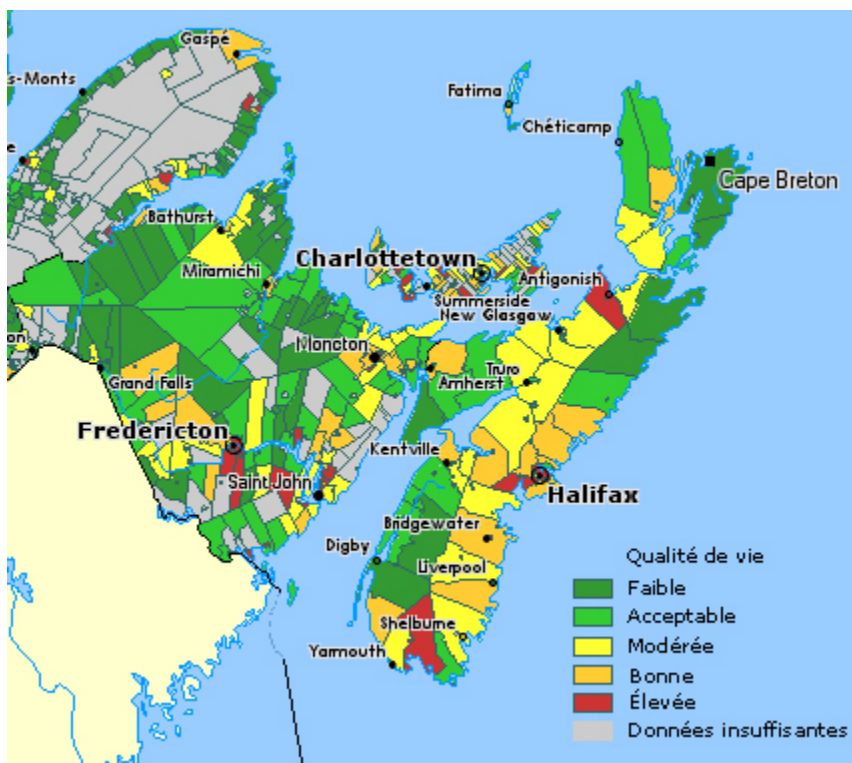 Gaspé
s-Monts
Fatima
Chéticamp
e
Cape Breton
Bathurst
Charlottetown
Miramichi
Antigonish
Summerside
New Glasgow
on
Moncton
Truro
Grand Falls
Amherst
Fredericton
Kentville
Saint John
Halifax
Bridgewater
Digby
Liverpool
Qualité de vie
Faible
Acceptable
Shelburne
Modérée
Yarmouth
Bonne
Élevée
Données insuffisantes